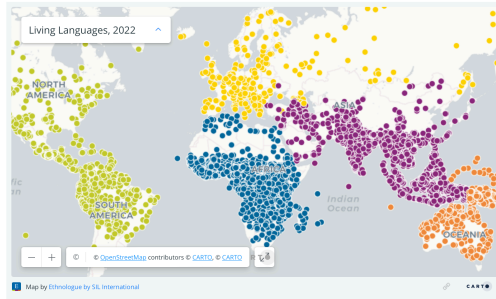 Living Languages, 2022
NORTH
AMERICA
ASIA
AFRICA
Indian
Ocean
SOUTH
AMERICA
OCEANIA
fic
− + © © OpenStreetMap contributors © CARTO, © CARTO
Map by Ethnologue by SIL International
CARTO